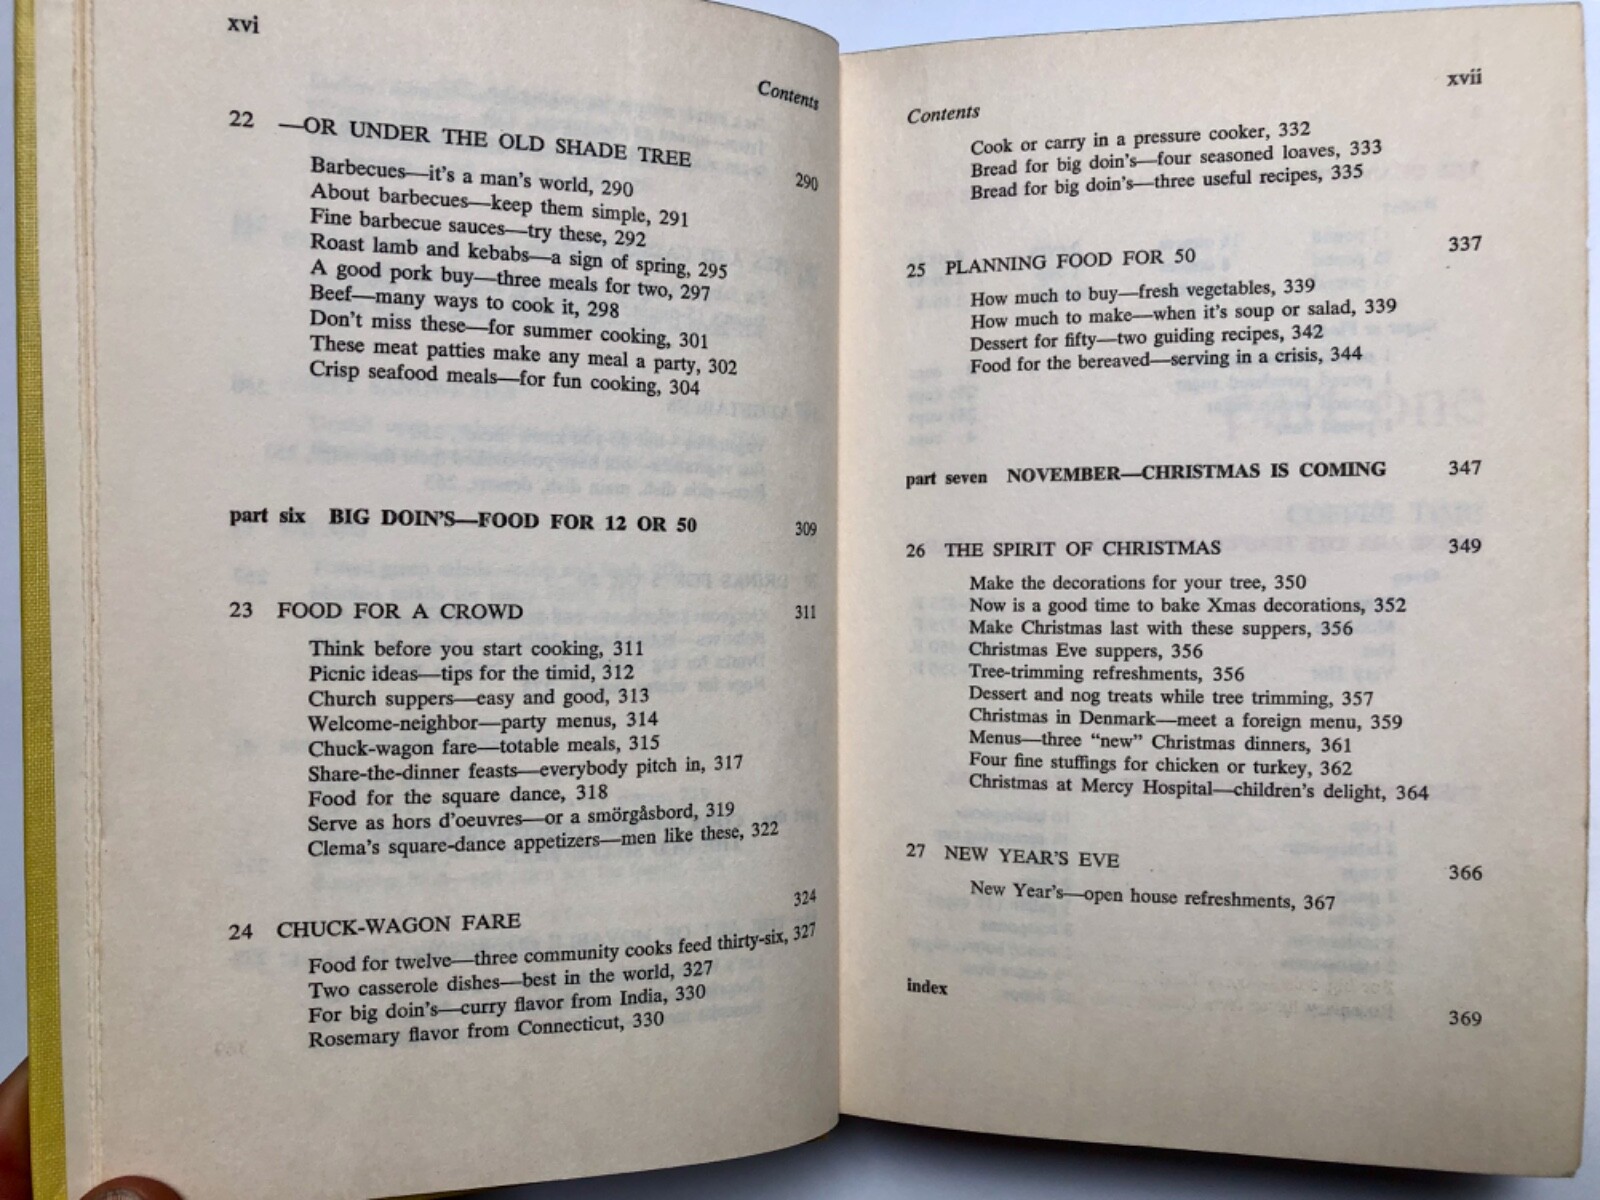 xvi
Contents
22 —OR UNDER THE OLD SHADE TREE 290
Barbecues—it's a man's world, 290
About barbecues—keep them simple, 291
Fine barbecue sauces—try these, 292
Roast lamb and kebabs—a sign of spring, 295
A good pork buy—three meals for two, 297
Beef—many ways to cook it, 298
Don't miss these—for summer cooking, 301
These meat patties make any meal a party, 302
Crisp seafood meals—for fun cooking, 304
part six BIG DOIN'S—FOOD FOR 12 OR 50 309
23 FOOD FOR A CROWD 311
Think before you start cooking, 311
Picnic ideas—tips for the timid, 312
Church suppers—easy and good, 313
Welcome-neighbor—party menus, 314
Chuck-wagon fare—totable meals, 315
Share-the-dinner feasts—everybody pitch in, 317
Food for the square dance, 318
Serve as hors d'oeuvres—or a smörgåsbord, 319
Clema's square-dance appetizers—men like these, 322
24 CHUCK-WAGON FARE 324
Food for twelve—three community cooks feed thirty-six, 327
Two casserole dishes—best in the world, 327
For big doin's—curry flavor from India, 330
Rosemary flavor from Connecticut, 330
Contents
xvii
Cook or carry in a pressure cooker, 332
Bread for big doin's—four seasoned loaves, 333
Bread for big doin's—three useful recipes, 335
25 PLANNING FOOD FOR 50 337
How much to buy—fresh vegetables, 339
How much to make—when it's soup or salad, 339
Dessert for fifty—two guiding recipes, 342
Food for the bereaved—serving in a crisis, 344
part seven NOVEMBER—CHRISTMAS IS COMING 347
26 THE SPIRIT OF CHRISTMAS 349
Make the decorations for your tree, 350
Now is a good time to bake Xmas decorations, 352
Make Christmas last with these suppers, 356
Christmas Eve suppers, 356
Tree-trimming refreshments, 356
Dessert and nog treats while tree trimming, 357
Christmas in Denmark—meet a foreign menu, 359
Menus—three “new” Christmas dinners, 361
Four fine stuffings for chicken or turkey, 362
Christmas at Mercy Hospital—children's delight, 364
27 NEW YEAR'S EVE 366
New Year's—open house refreshments, 367
index 369